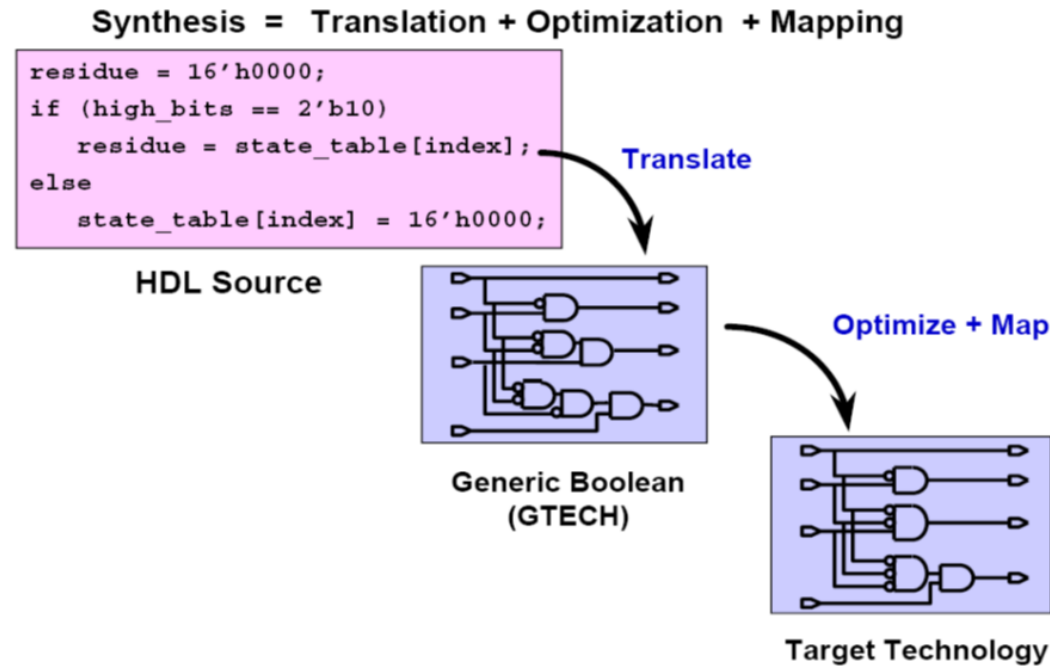 Synthesis = Translation + Optimization + Mapping
residue = 16’h0000;
if (high_bits == 2’b10)
residue = state_table[index];
else
state_table[index] = 16’h0000;
Translate
HDL Source
Optimize + Map
Generic Boolean
(GTECH)
Target Technology